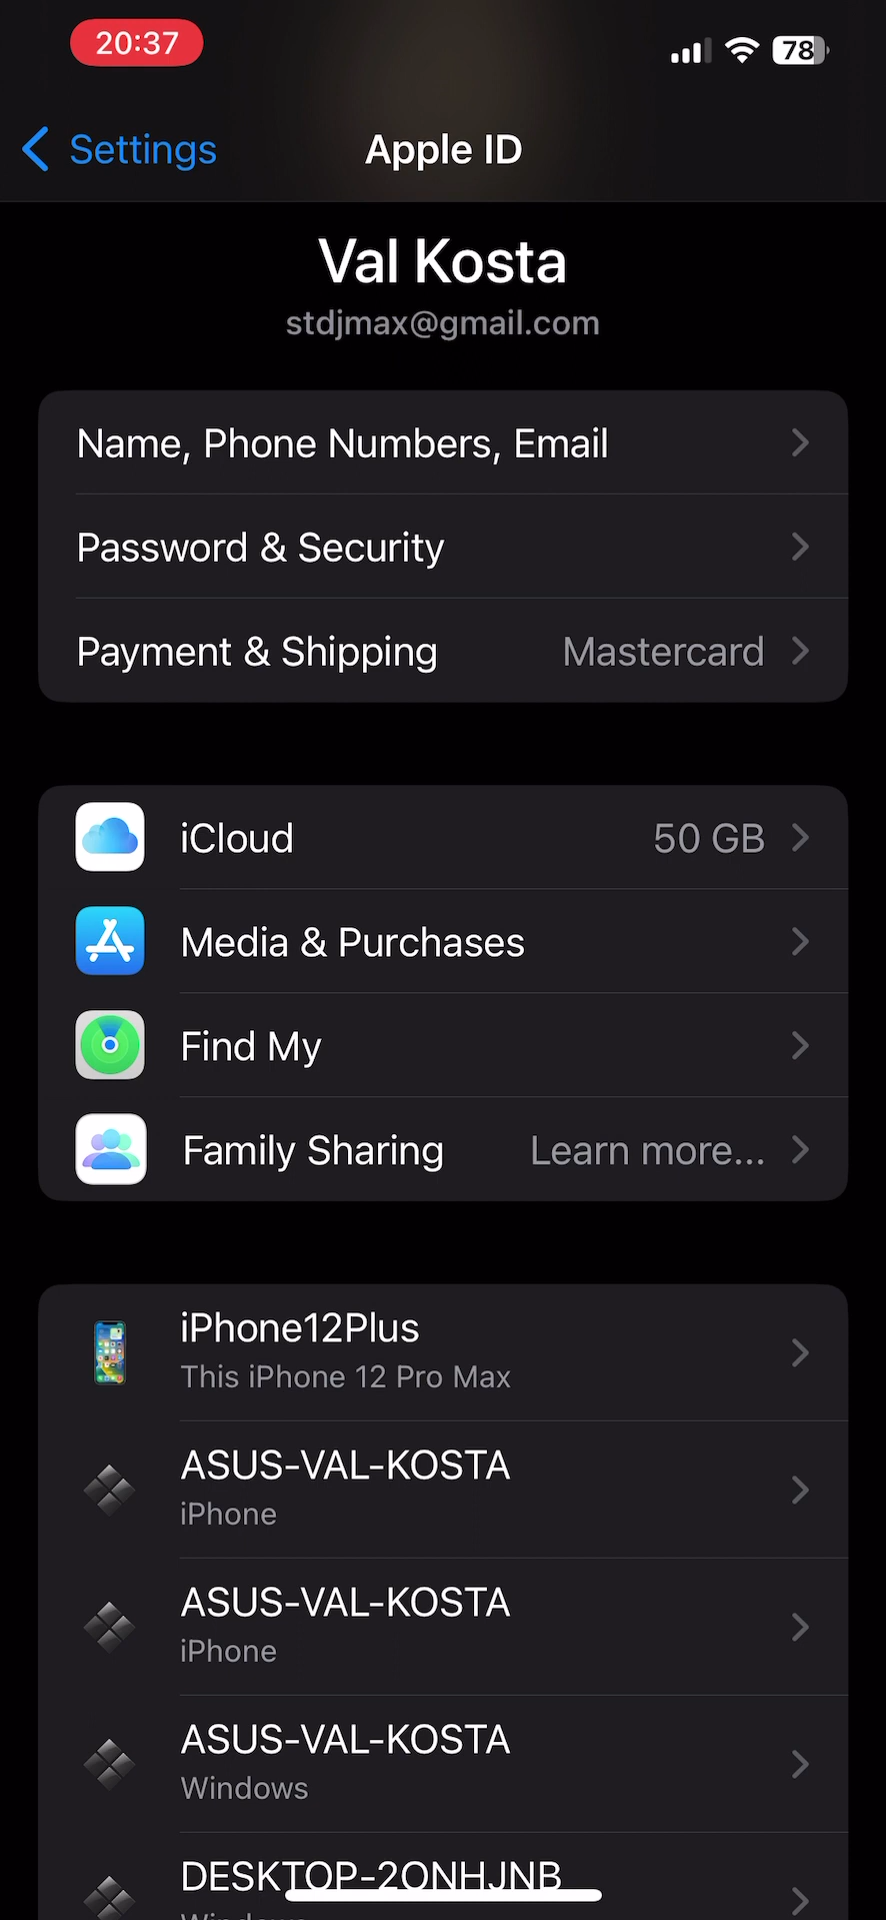 20:37
78
Settings
Apple ID
Val Kosta
stdjmax@gmail.com
Name, Phone Numbers, Email
Password & Security
Payment & Shipping Mastercard
iCloud 50 GB
Media & Purchases
Find My
Family Sharing Learn more...
iPhone12Plus
This iPhone 12 Pro Max
ASUS-VAL-KOSTA
iPhone
ASUS-VAL-KOSTA
iPhone
ASUS-VAL-KOSTA
Windows
DESKTOP-2ONHJNB
Windows